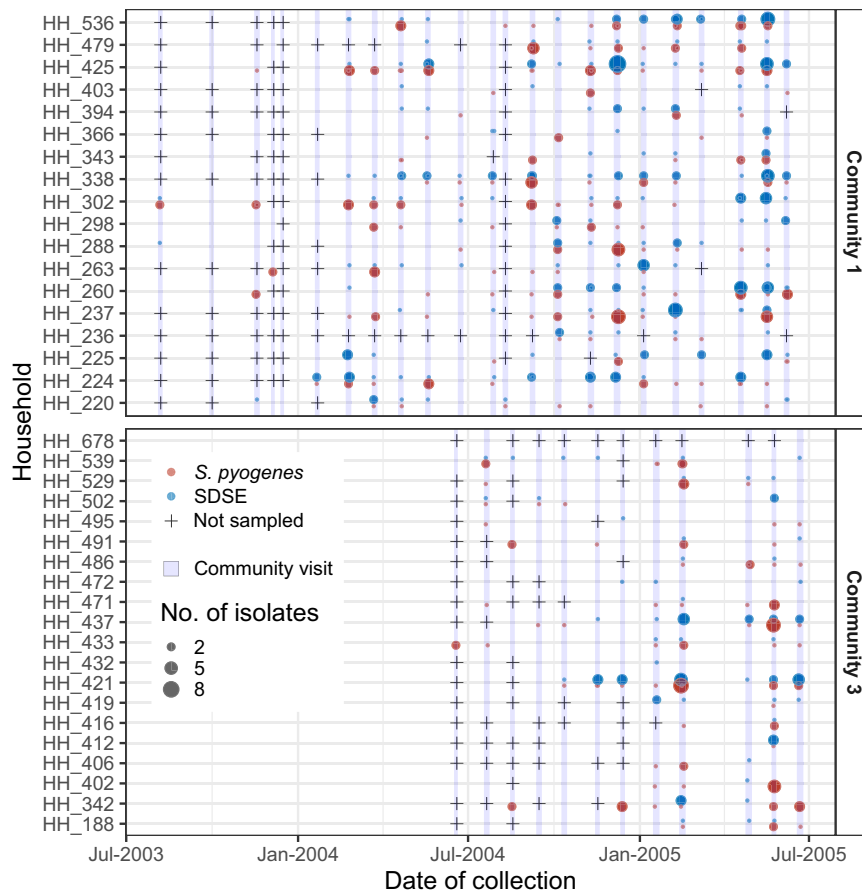 Household
HH_536
HH_479
HH_425
HH_403
HH_394
HH_366
HH_343
HH_338
HH_302
HH_298
HH_288
HH_263
HH_260
HH_237
HH_236
HH_225
HH_224
HH_220
Community 1
HH_678
HH_539
HH_529
HH_502
HH_495
HH_491
HH_486
HH_472
HH_471
HH_437
HH_433
HH_432
HH_421
HH_419
HH_416
HH_412
HH_406
HH_402
HH_342
HH_188
Community 3
S. pyogenes
SDSE
Not sampled
Community visit
No. of isolates
2
5
8
Jul-2003
Jan-2004
Jul-2004
Jan-2005
Jul-2005
Date of collection